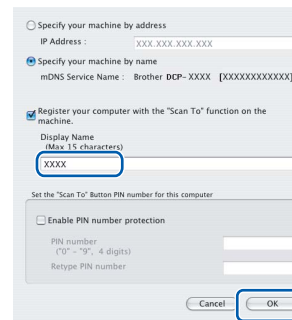 Specify your machine by address
IP Address : XXX.XXX.XXX.XXX
Specify your machine by name
mDNS Service Name : Brother DCP-XXXX [XXXXXXXXXXXX]
Register your computer with the "Scan To" function on the
machine.
Display Name
(Max 15 characters)
XXXX
Set the "Scan To" Button PIN number for this computer
Enable PIN number protection
PIN number
("0" - "9", 4 digits)
Retype PIN number
Cancel OK